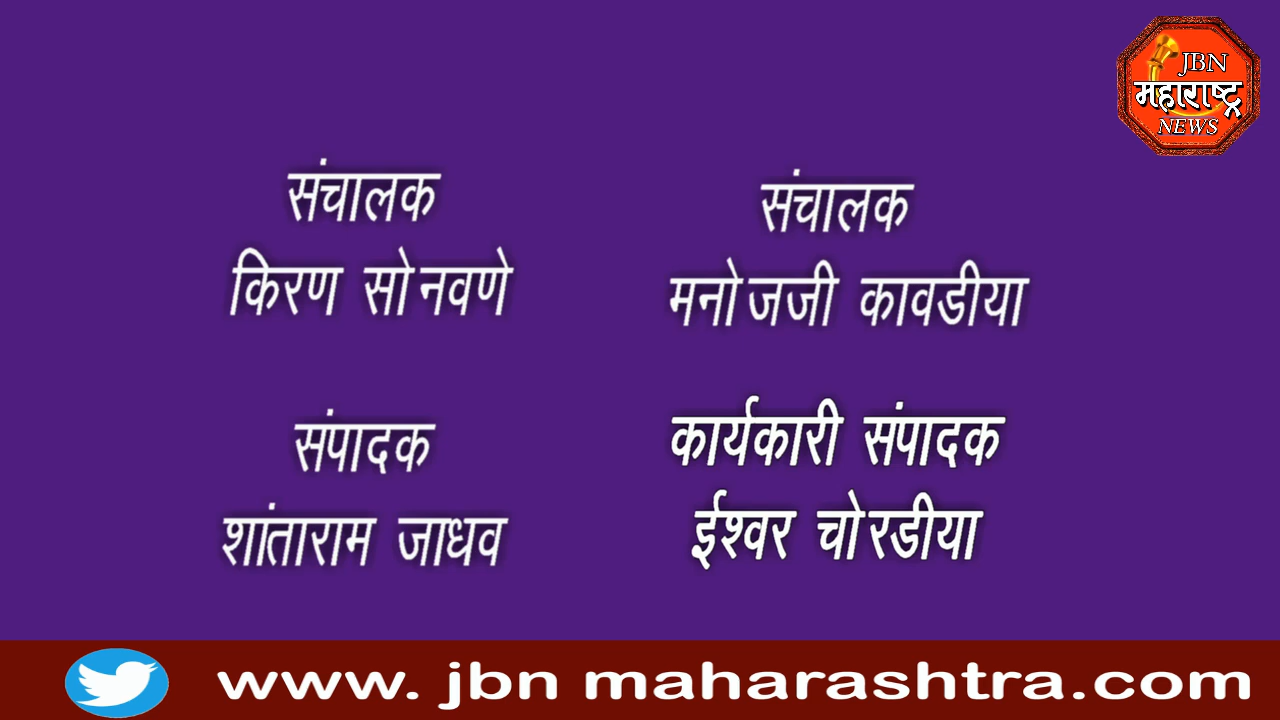 JBN
महाराष्ट्र
NEWS
संचालक
किरण सोनवणे
संचालक
मनोजजी कावडीया
संपादक
शांताराम जाधव
कार्यकारी संपादक
ईश्वर चोरडीया
www. jbn maharashtra.com